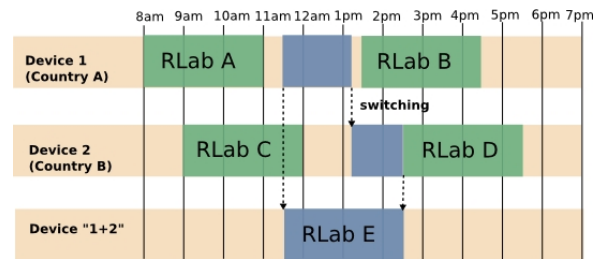 8am 9am 10am 11am 12am 1pm 2pm 3pm 4pm 5pm 6pm 7pm
Device 1
(Country A)
RLab A
RLab B
switching
Device 2
(Country B)
RLab C
RLab D
Device "1+2"
RLab E